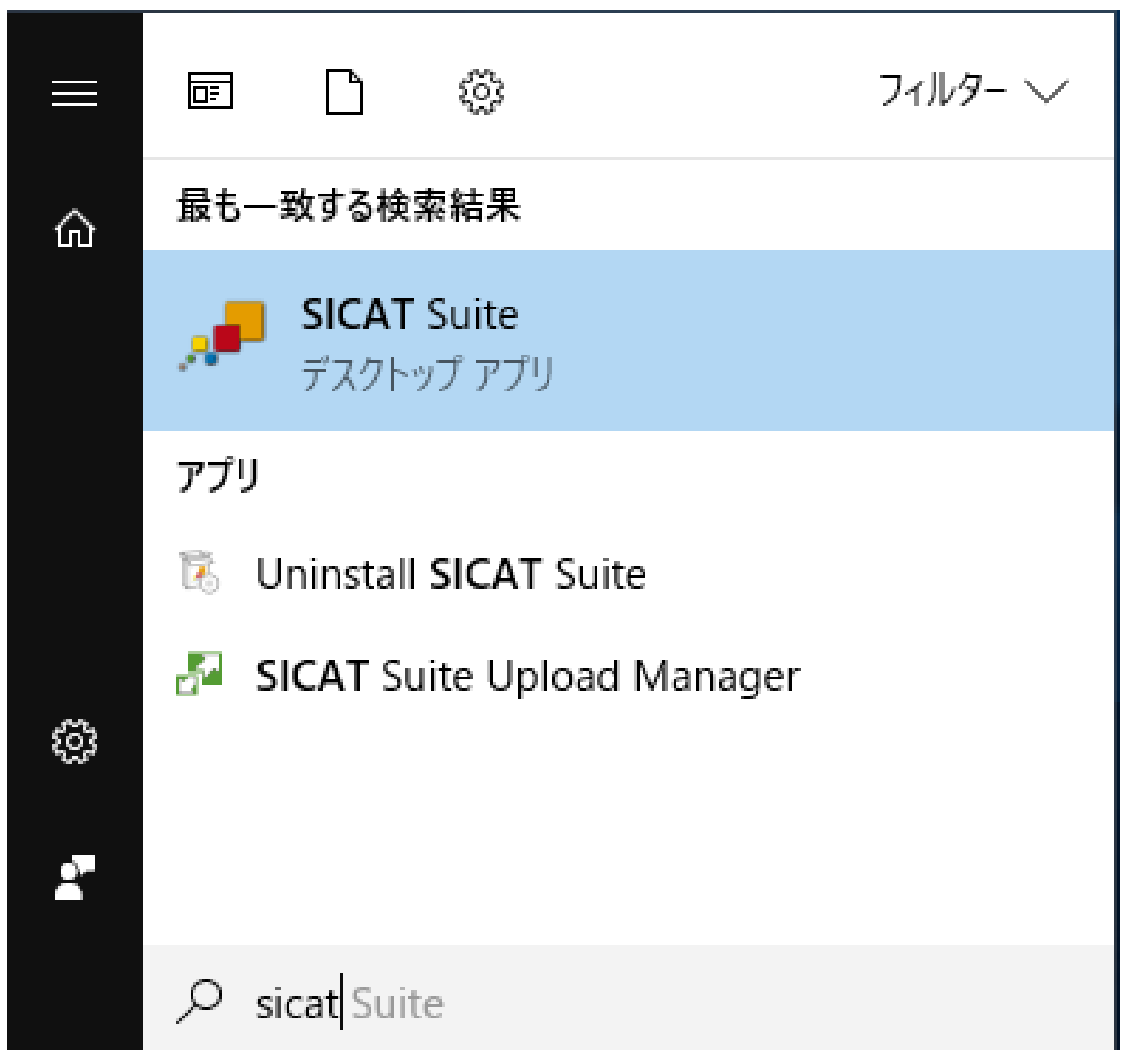 フィルター
最も一致する検索結果
SICAT Suite
デスクトップ アプリ
アプリ
Uninstall SICAT Suite
SICAT Suite Upload Manager
sicat Suite